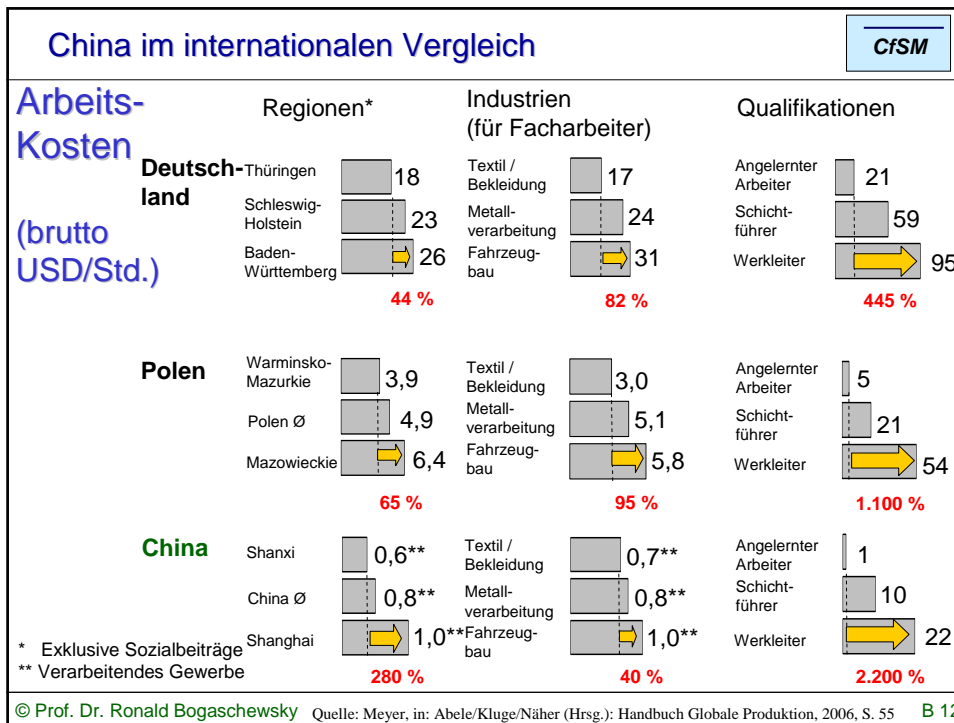 China im internationalen Vergleich
CfSM
Arbeits-
Kosten
(brutto
USD/Std.)
Regionen*
Industrien
(für Facharbeiter)
Qualifikationen
Deutsch-
land
Thüringen
18
Schleswig-
Holstein
23
Baden-
Württemberg
26
44 %
Textil /
Bekleidung
17
Metall-
verarbeitung
24
Fahrzeug-
bau
31
82 %
Angelernter
Arbeiter
21
Schicht-
führer
59
Werkleiter
95
445 %
Polen
Warminsko-
Mazurkie
3,9
Polen Ø
4,9
Mazowieckie
6,4
65 %
Textil /
Bekleidung
3,0
Metall-
verarbeitung
5,1
Fahrzeug-
bau
5,8
95 %
Angelernter
Arbeiter
5
Schicht-
führer
21
Werkleiter
54
1.100 %
China
Shanxi
0,6**
China Ø
0,8**
Shanghai
1,0**
280 %
Textil /
Bekleidung
0,7**
Metall-
verarbeitung
0,8**
Fahrzeug-
bau
1,0**
40 %
Angelernter
Arbeiter
1
Schicht-
führer
10
Werkleiter
22
2.200 %
* Exklusive Sozialbeiträge
** Verarbeitendes Gewerbe
© Prof. Dr. Ronald Bogaschewsky
Quelle: Meyer, in: Abele/Kluge/Näher (Hrsg.): Handbuch Globale Produktion, 2006, S. 55
B 12